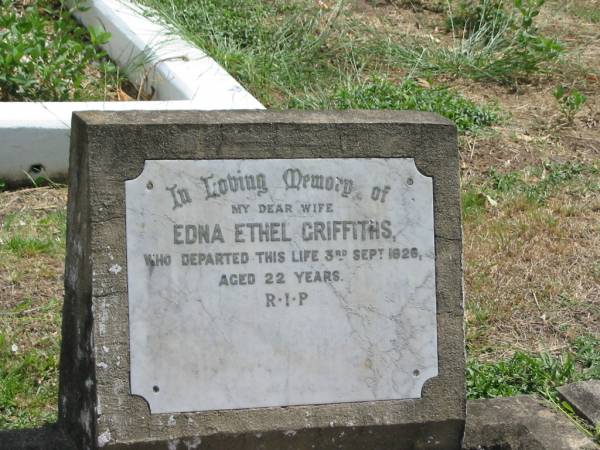 In Loving Memory of
MY DEAR WIFE
EDNA ETHEL GRIFFITHS,
WHO DEPARTED THIS LIFE 3RD SEPT 1926,
AGED 22 YEARS.
R·I·P